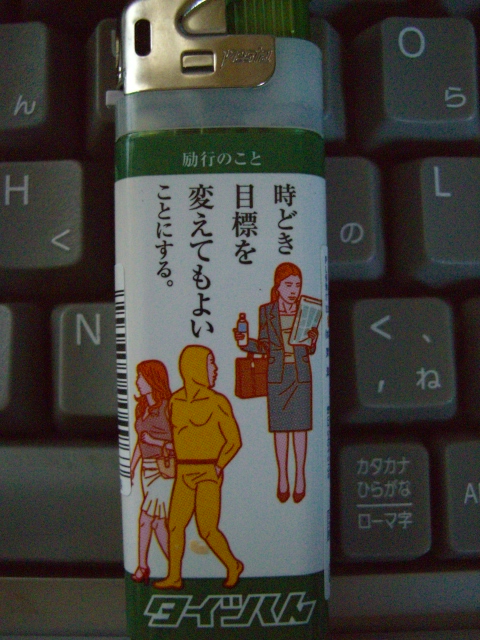 励行のこと
時どき
目標を
変えてもよい
ことにする。
タイツくん
O
ら
ん
H
く
L
の
N
<
、
,
ね
カタカナ
ひらがな
ローマ字